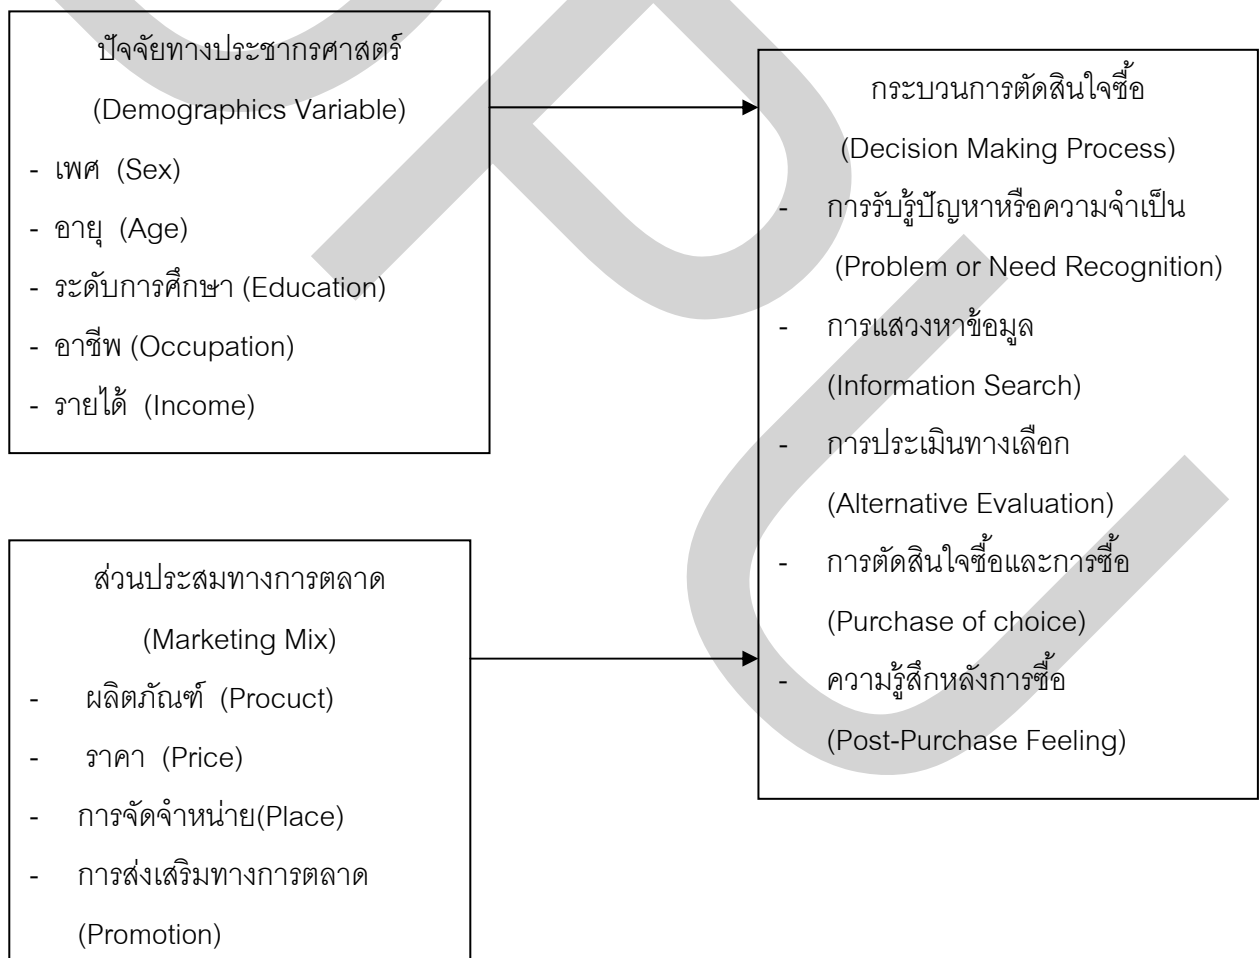 ปัจจัยทางประชากรศาสตร์
(Demographics Variable)
- เพศ (Sex)
- อายุ (Age)
- ระดับการศึกษา (Education)
- อาชีพ (Occupation)
- รายได้ (Income)
ส่วนประสมทางการตลาด
(Marketing Mix)
- ผลิตภัณฑ์ (Procuct)
- ราคา (Price)
- การจัดจำหน่าย(Place)
- การส่งเสริมทางการตลาด
(Promotion)
กระบวนการตัดสินใจซื้อ
(Decision Making Process)
- การรับรู้ปัญหาหรือความจำเป็น
(Problem or Need Recognition)
- การแสวงหาข้อมูล
(Information Search)
- การประเมินทางเลือก
(Alternative Evaluation)
- การตัดสินใจซื้อและการซื้อ
(Purchase of choice)
- ความรู้สึกหลังการซื้อ
(Post-Purchase Feeling)